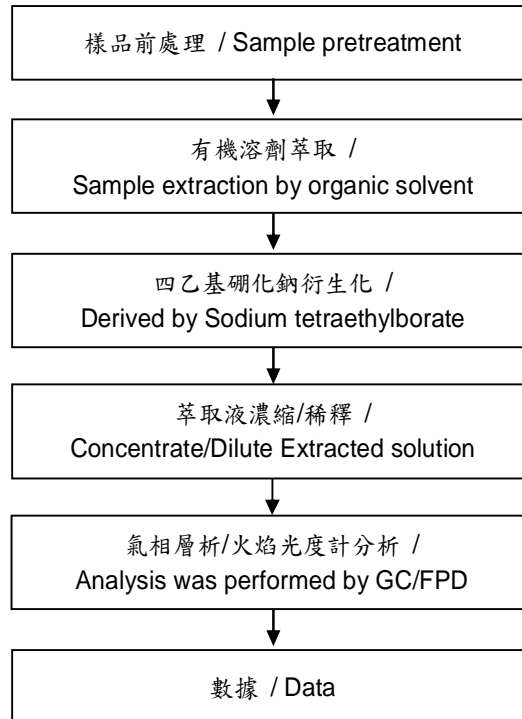 樣品前處理 / Sample pretreatment
有機溶劑萃取 /
Sample extraction by organic solvent
四乙基硼化鈉衍生化 /
Derived by Sodium tetraethylborate
萃取液濃縮/稀釋 /
Concentrate/Dilute Extracted solution
氣相層析/火焰光度計分析 /
Analysis was performed by GC/FPD
數據 / Data